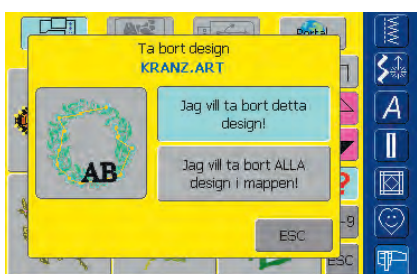 Portal
Ta bort design
KRANZ.ART
AB
Jag vill ta bort detta
design!
Jag vill ta bort ALLA
design i mappen!
ESC
-9
ESC
A
?